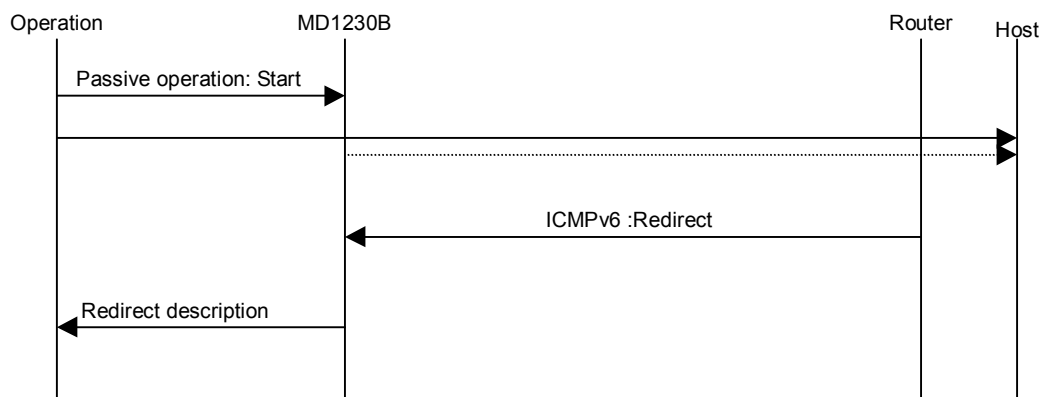 Operation
MD1230B
Router
Host
Passive operation: Start
ICMPv6 :Redirect
Redirect description